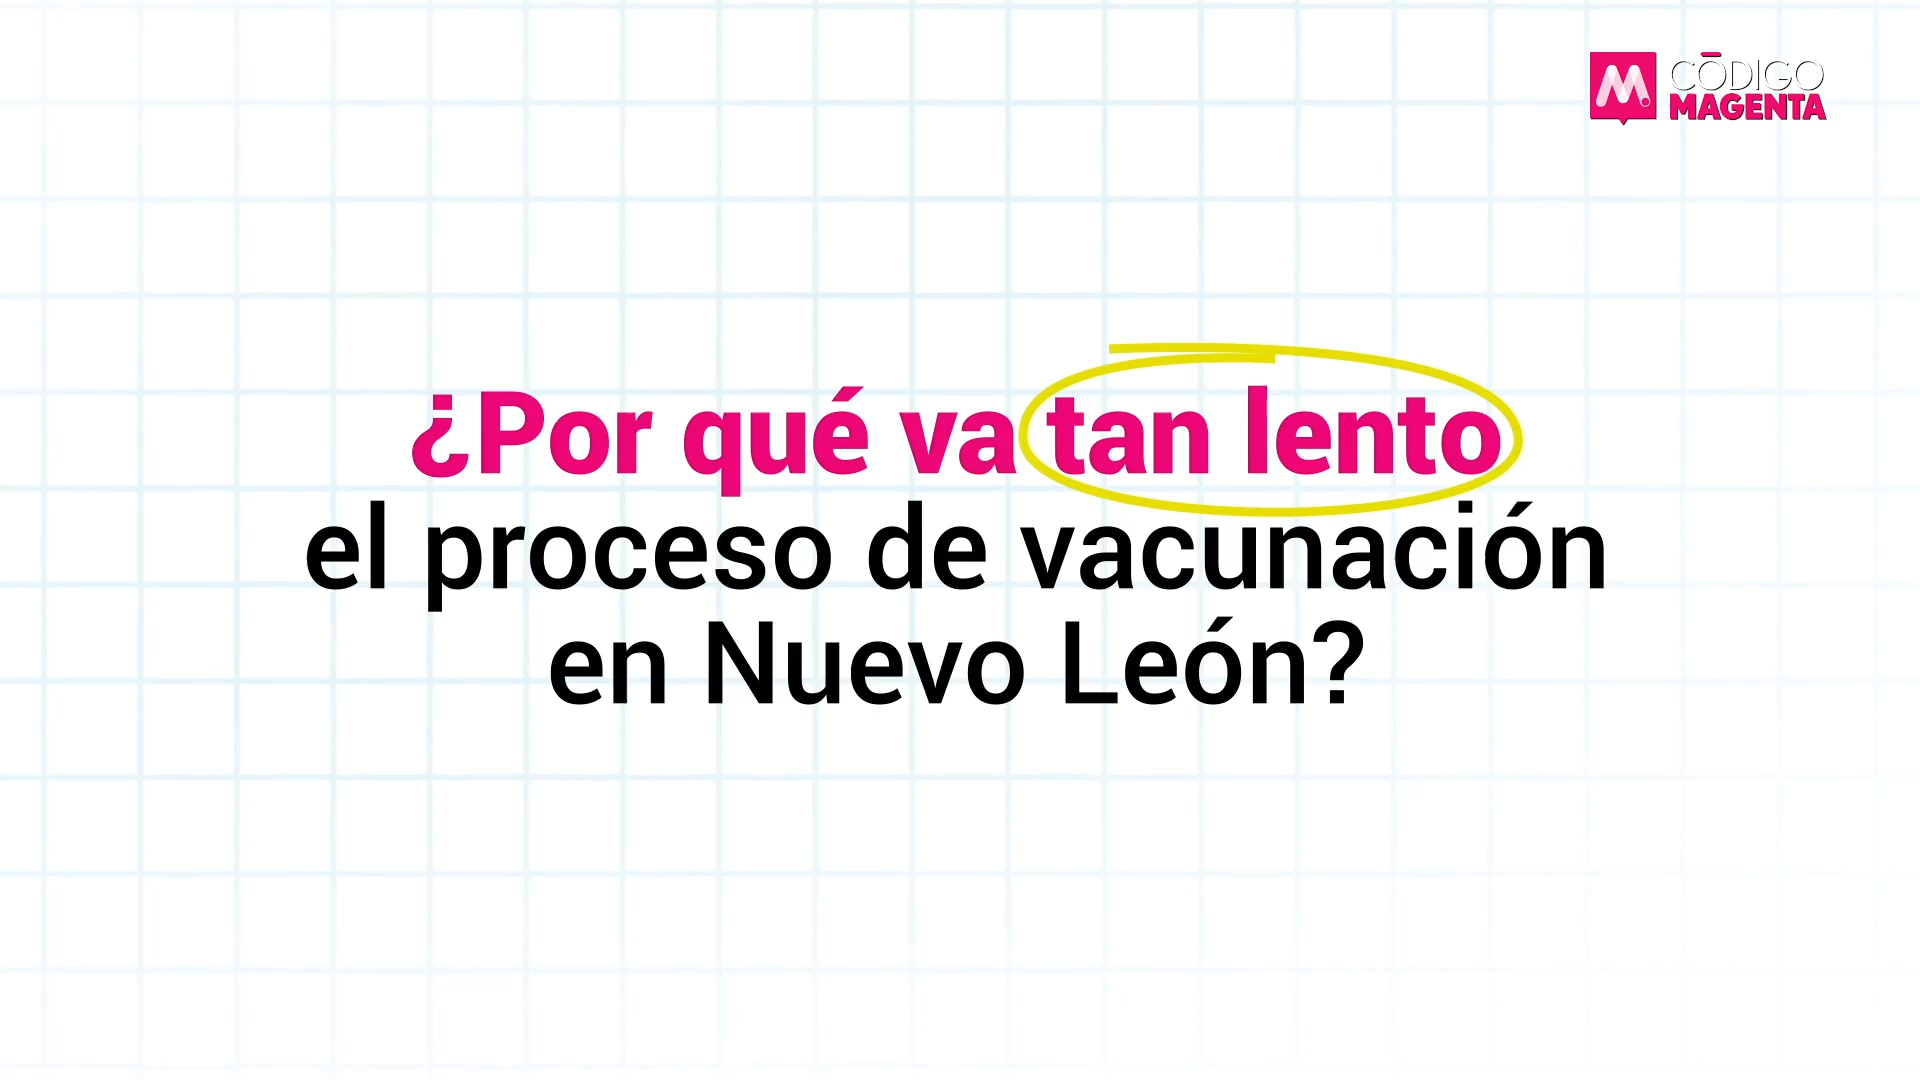 CÓDIGO
MAGENTA
¿Por qué va tan lento
el proceso de vacunación
en Nuevo León?